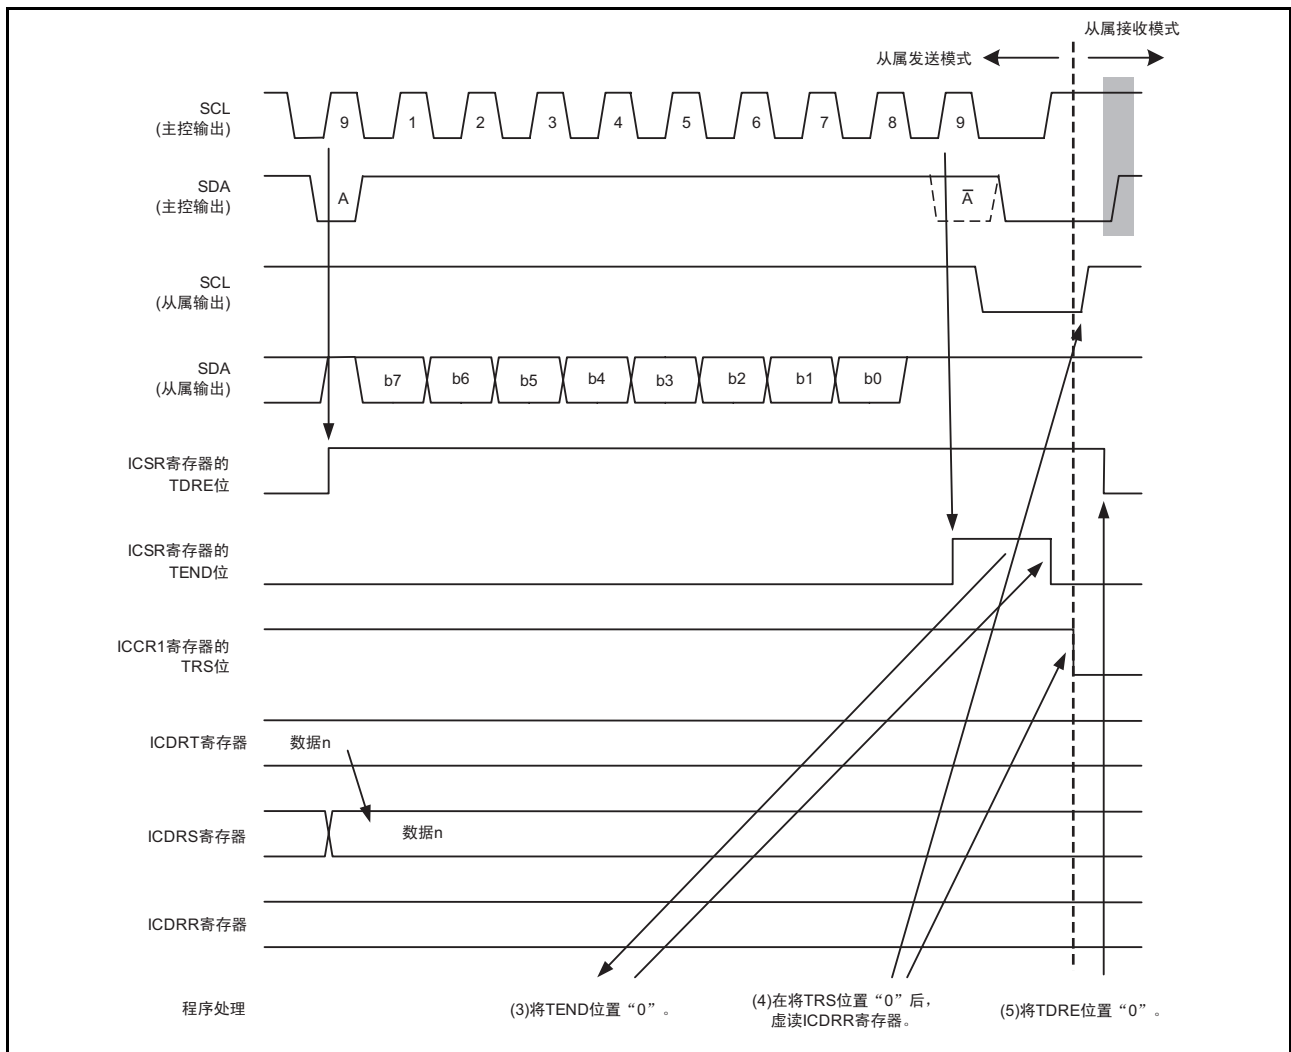 从属接收模式
从属发送模式
SCL
(主控输出)
9 1 2 3 4 5 6 7 8 9
SDA
(主控输出)
A A̅
SCL
(从属输出)
SDA
(从属输出)
b7 b6 b5 b4 b3 b2 b1 b0
ICSR寄存器的
TDRE位
ICSR寄存器的
TEND位
ICCR1寄存器的
TRS位
ICDRT寄存器 数据n
ICDRS寄存器 数据n
ICDRR寄存器
程序处理
(3)将TEND位置“0”。
(4)在将TRS位置“0”后,
虚读ICDRR寄存器。
(5)将TDRE位置“0”。